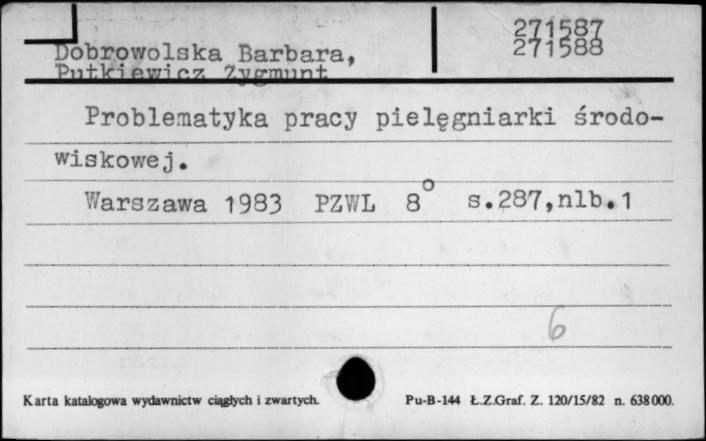 271587
271588
Dobrowolska Barbara,
Putkiewicz Zygmunt
Problematyka pracy pielęgniarki środo-
wiskowej.
Warszawa 1983 PZWL 8° s.287,nlb.1
6
Karta katalogowa wydawnictw ciągłych i zwartych. Pu-B-144 Ł.Z.Graf. Z. 120/15/82 n. 638000.